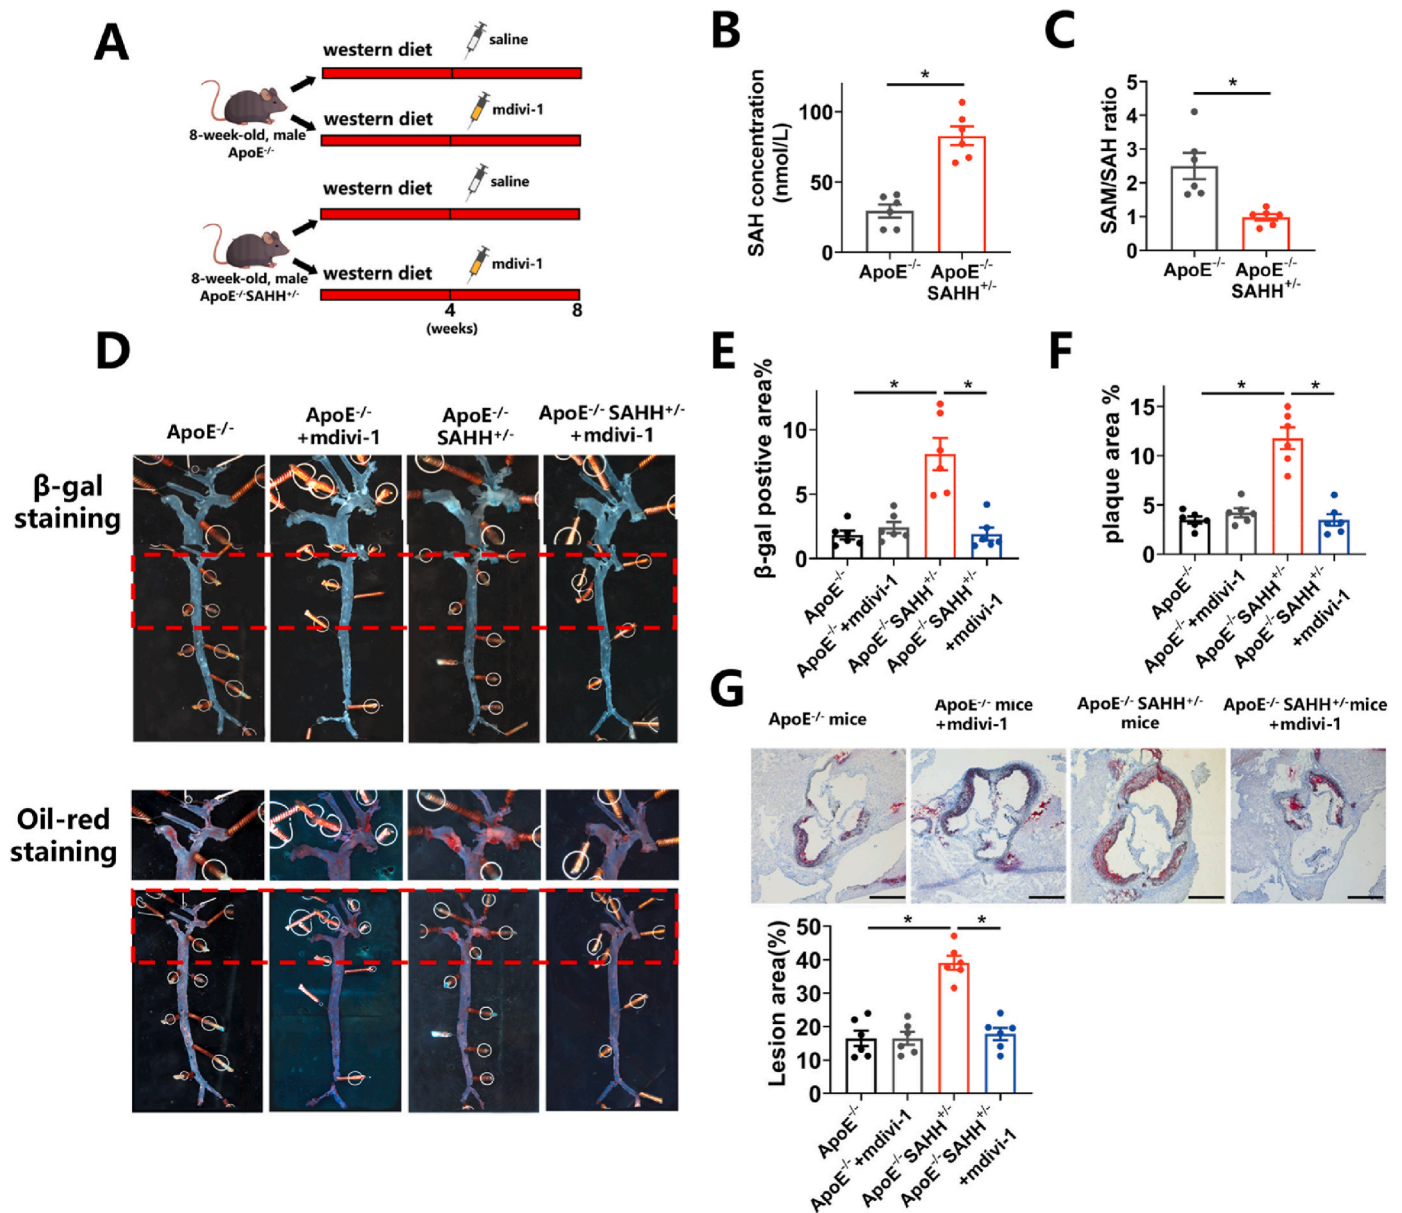 A
western diet
saline
western diet
mdivi-1
8-week-old, male
ApoE-/-
western diet
saline
western diet
mdivi-1
8-week-old, male
ApoE-/-SAHH+/-
4
8
(weeks)
B
SAH concentration
(nmol/L)
100
50
0
*
ApoE-/-
ApoE-/-
SAHH+/-
C
SAM/SAH ratio
5
4
3
2
1
0
*
ApoE-/-
ApoE-/-
SAHH+/-
D
ApoE-/-
ApoE-/-
+mdivi-1
ApoE-/-
SAHH+/-
ApoE-/- SAHH+/-
+mdivi-1
β-gal
staining
Oil-red
staining
E
β-gal postive area%
10
5
0
*
*
ApoE-/-
ApoE-/-+mdivi-1
ApoE-/-SAHH+/-
ApoE-/-SAHH+/-
+mdivi-1
F
plaque area %
15
10
5
0
*
*
ApoE-/-
ApoE-/-+mdivi-1
ApoE-/-SAHH+/-
ApoE-/-SAHH+/-
+mdivi-1
G
ApoE-/- mice
ApoE-/- mice
+mdivi-1
ApoE-/- SAHH+/-
mice
ApoE-/- SAHH+/-mice
+mdivi-1
Lesion area(%)
50
40
30
20
10
0
*
*
ApoE-/-
ApoE-/-+mdivi-1
ApoE-/-SAHH+/-
ApoE-/-SAHH+/-
+mdivi-1